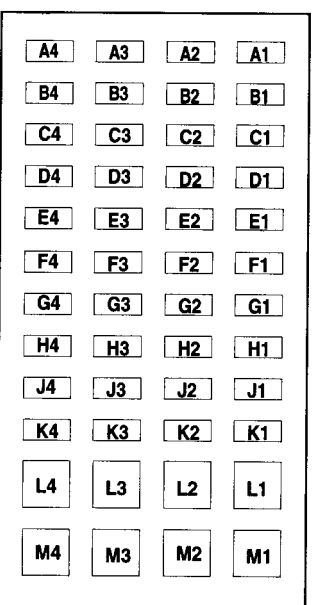 A4 A3 A2 A1
B4 B3 B2 B1
C4 C3 C2 C1
D4 D3 D2 D1
E4 E3 E2 E1
F4 F3 F2 F1
G4 G3 G2 G1
H4 H3 H2 H1
J4 J3 J2 J1
K4 K3 K2 K1
L4 L3 L2 L1
M4 M3 M2 M1